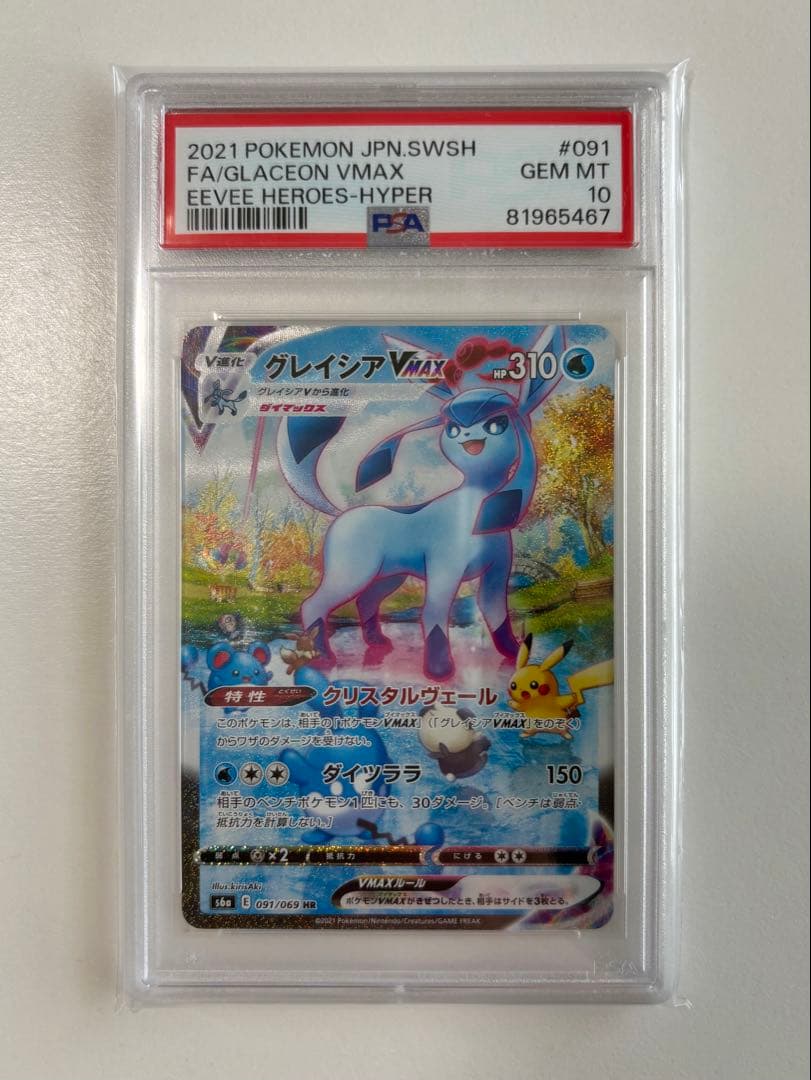 2021 POKEMON JPN.SWSH #091
FA/GLACEON VMAX GEM MT
EEVEE HEROES-HYPER 10
PSA 81965467
V進化 グレイシアVMAX HP310
グレイシアVから進化
ダイマックス
特性 とくせい クリスタルヴェール
このポケモンは、相手の「ポケモンVMAX」(「グレイシアVMAX」をのぞく)
からワザのダメージを受けない。
ダイツララ 150
相手のベンチポケモン1匹にも、30ダメージ。[ベンチは弱点・
抵抗力を計算しない。]
弱点 ×2 抵抗力 にげる
Illus.kirisAki
VMAXルール
s6a E 091/069 HR ポケモンVMAXがきぜつしたとき、相手はサイドを3枚とる。
©2021 Pokémon/Nintendo/Creatures/GAME FREAK
PSA